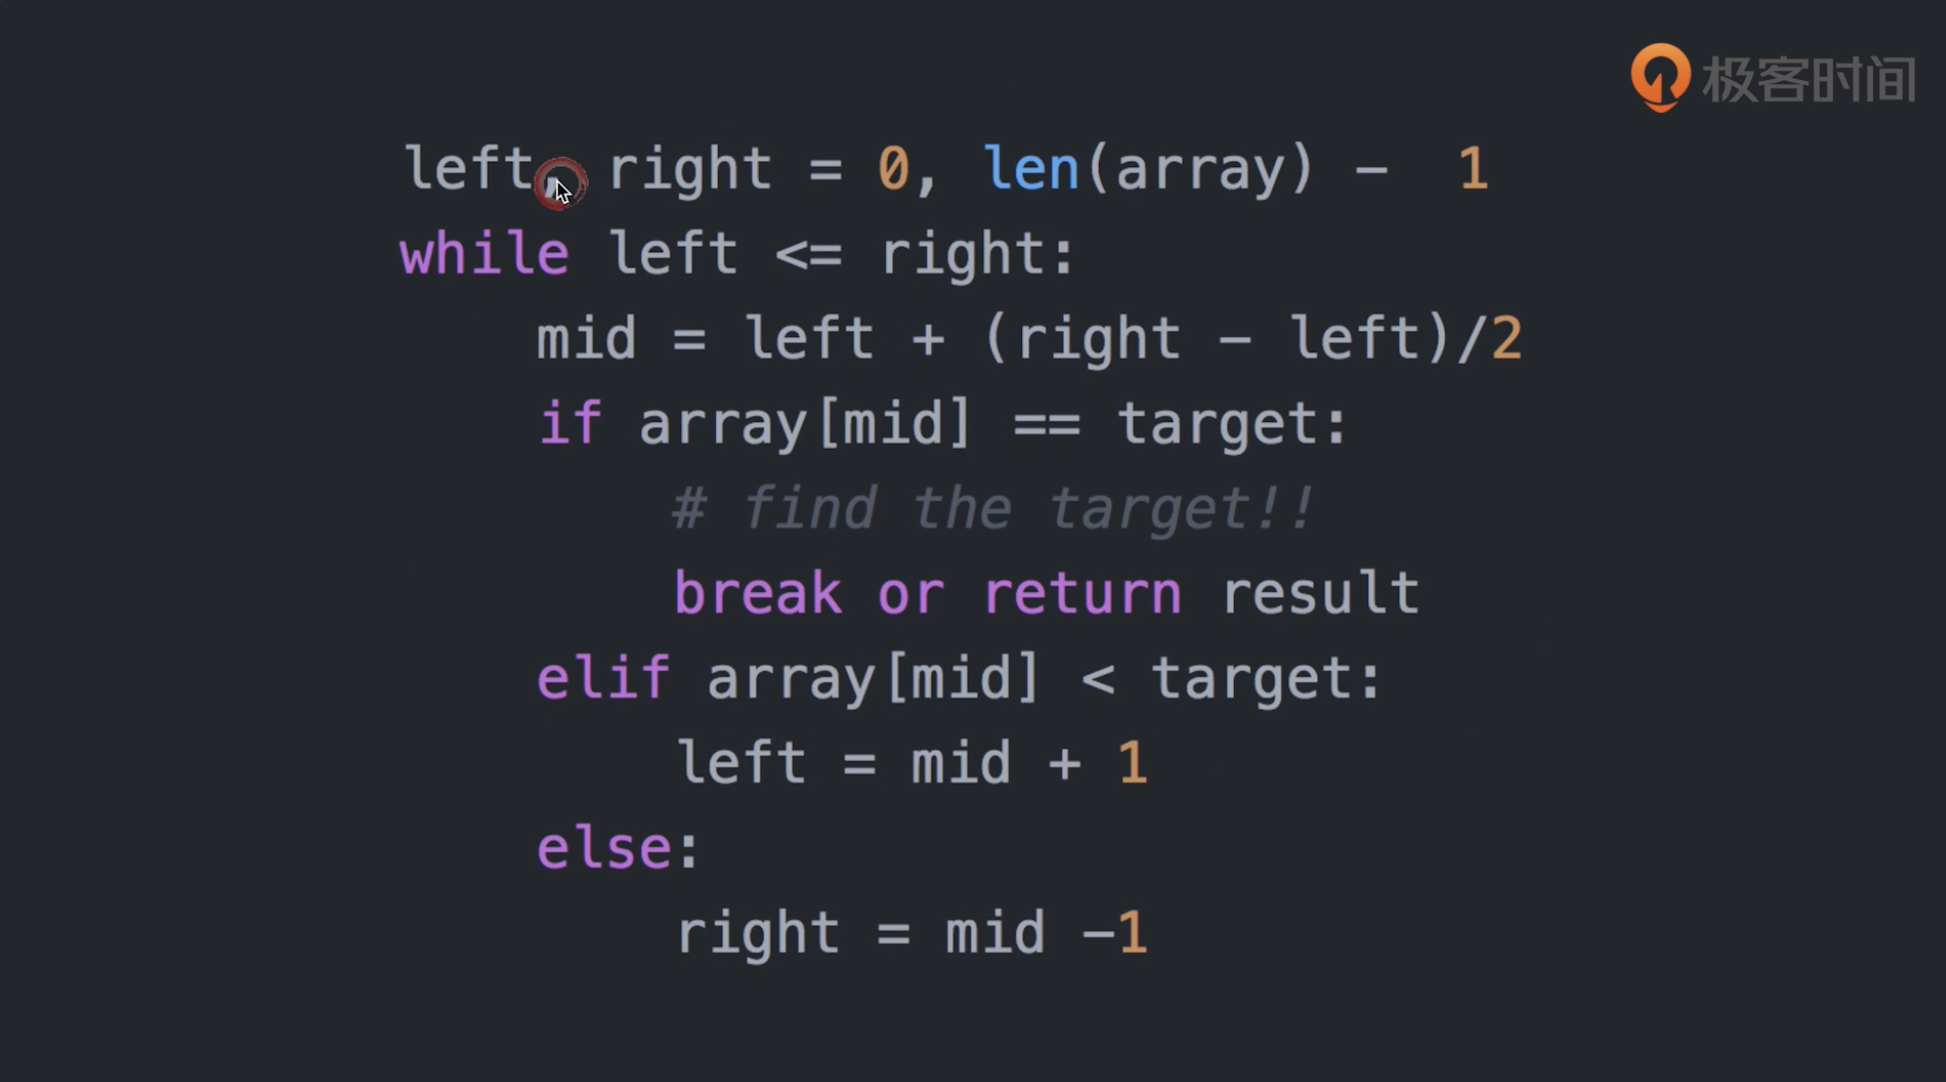 极客时间
left, right = 0, len(array) -  1
while left <= right:
    mid = left + (right - left)/2
    if array[mid] == target:
        # find the target!!
        break or return result
    elif array[mid] < target:
        left = mid + 1
    else:
        right = mid -1